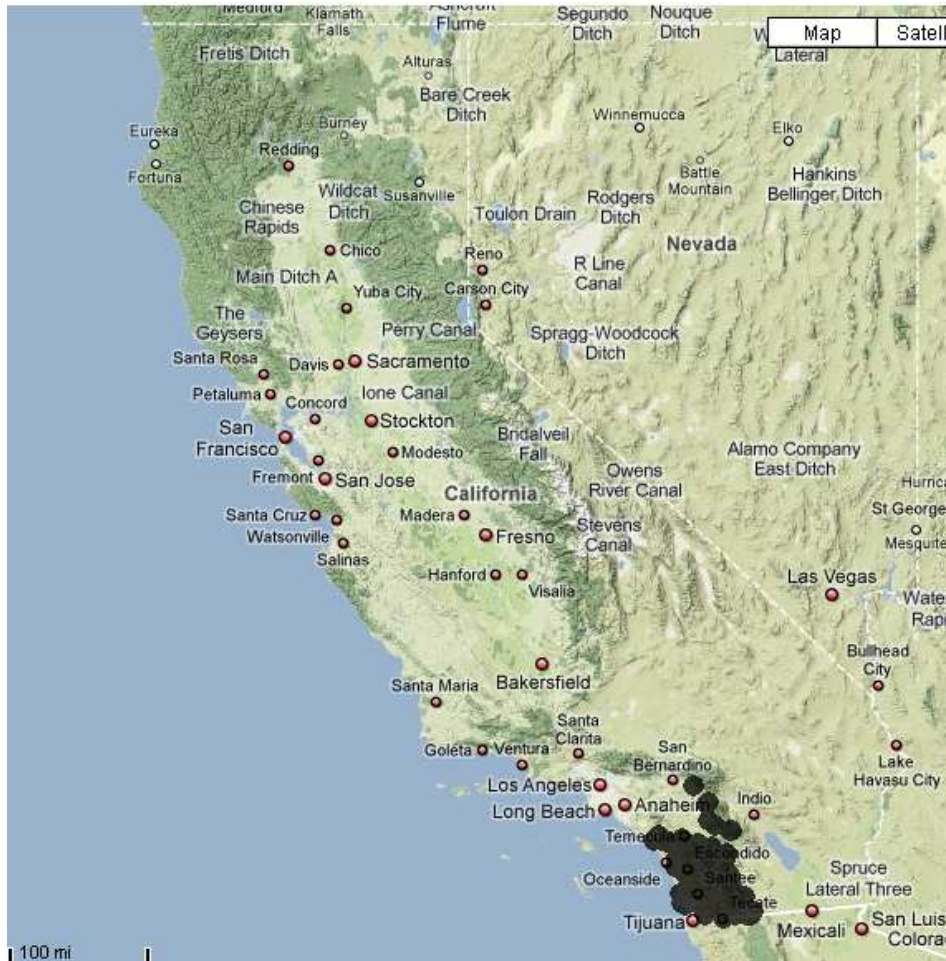 Medford
Klamath
Falls
Ashcraft
Flume
Segundo
Ditch
Nouque
Ditch
Map
Satell
Lateral
Fretis Ditch
Alturas
Bare Creek
Ditch
Winnemucca
Elko
Eureka
Burney
Redding
Fortuna
Battle
Mountain
Hankins
Bellinger Ditch
Wildcat
Ditch
Susanville
Rodgers
Ditch
Chinese
Rapids
Toulon Drain
Nevada
Chico
Reno
R Line
Canal
Main Ditch A
Carson City
Yuba City
The
Geysers
Perry Canal
Spragg-Woodcock
Ditch
Santa Rosa
Davis
Sacramento
Petaluma
Ione Canal
Concord
San
Francisco
Stockton
Bridalveil
Fall
Modesto
Alamo Company
East Ditch
Fremont
San Jose
Owens
River Canal
California
Hurric
St George
Santa Cruz
Madera
Watsonville
Fresno
Stevens
Canal
Mesquite
Salinas
Hanford
Visalia
Las Vegas
Water
Rapi
Bullhead
City
Bakersfield
Santa Maria
Santa
Clarita
Goleta
Ventura
San
Bernardino
Lake
Havasu City
Los Angeles
Long Beach
Anaheim
Indio
Temecula
Escondido
Oceanside
Santee
Spruce
Lateral Three
Tecate
Tijuana
Mexicali
San Luis
Colorad
100 mi